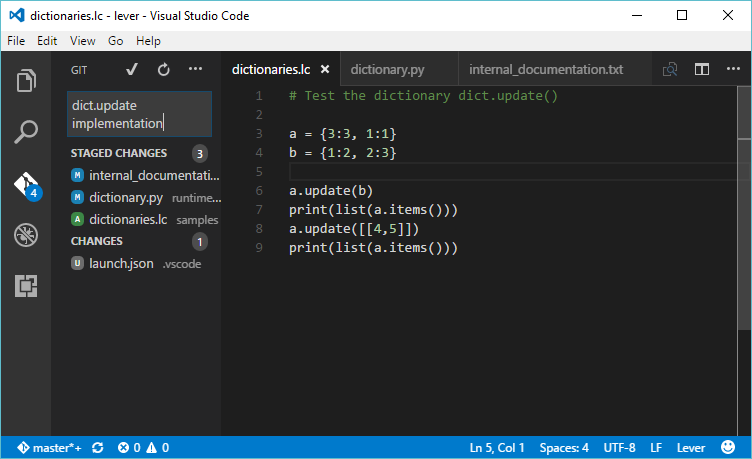 dictionaries.lc - lever - Visual Studio Code
File Edit View Go Help
GIT
dict.update
implementation
STAGED CHANGES 3
M internal_documentati...
M dictionary.py runtime...
A dictionaries.lc samples
CHANGES 1
U launch.json .vscode
4
dictionaries.lc dictionary.py internal_documentation.txt
1 # Test the dictionary dict.update()
2
3 a = {3:3, 1:1}
4 b = {1:2, 2:3}
5
6 a.update(b)
7 print(list(a.items()))
8 a.update([[4,5]])
9 print(list(a.items()))
master*+ 0 0 Ln 5, Col 1 Spaces: 4 UTF-8 LF Lever